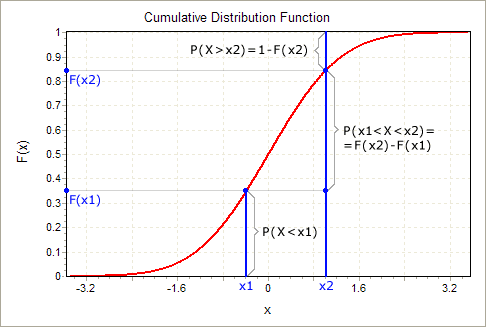 Cumulative Distribution Function
1
P(X>x2)=1-F(x2)
0.9
F(x2)
0.8
0.7
P(x1<X<x2)=
=F(x2)-F(x1)
0.6
F(x)
0.5
0.4
F(x1)
0.3
P(X<x1)
0.2
0.1
0
-3.2
-1.6
x1
0
x2
1.6
3.2
x